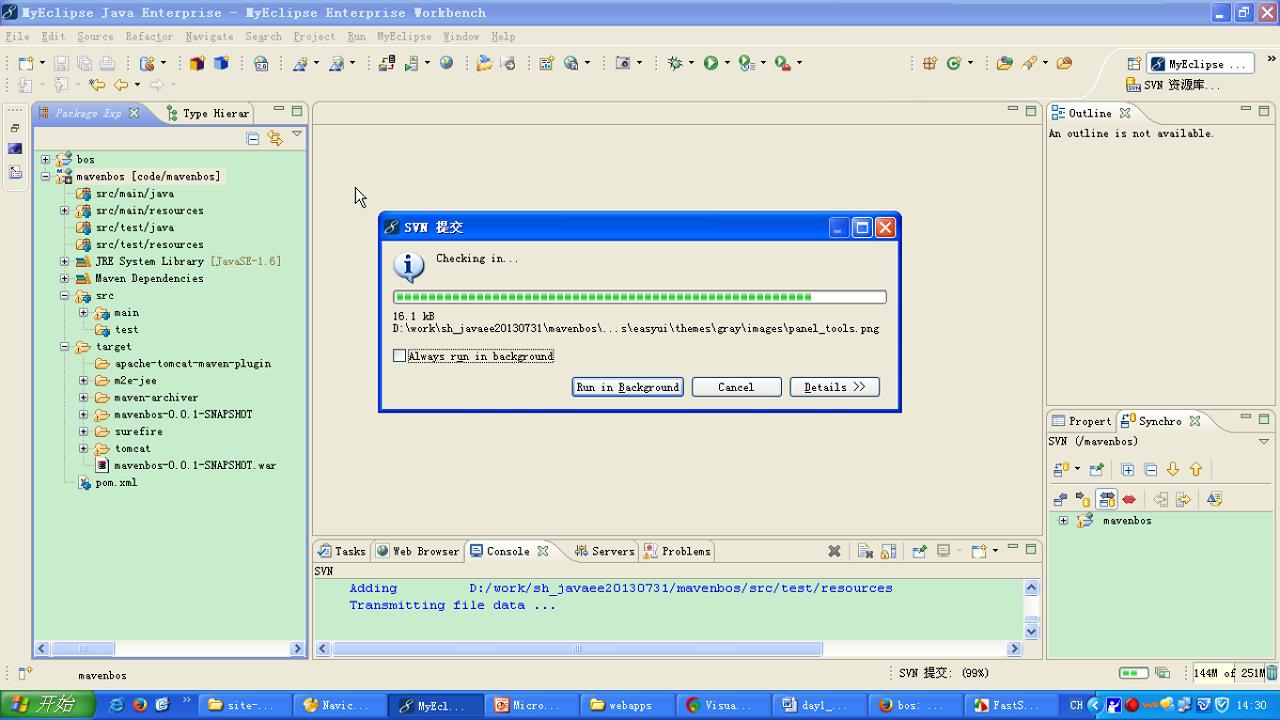 MyEclipse Java Enterprise - MyEclipse Enterprise Workbench
File Edit Source Refactor Navigate Search Project Run MyEclipse Window Help
MyEclipse ...
SVN 资源库...
Package Exp
Type Hierar
bos
mavenbos [code/mavenbos]
src/main/java
src/main/resources
src/test/java
src/test/resources
JRE System Library [JavaSE-1.6]
Maven Dependencies
src
main
test
target
apache-tomcat-maven-plugin
m2e-jee
maven-archiver
mavenbos-0.0.1-SNAPSHOT
surefire
tomcat
mavenbos-0.0.1-SNAPSHOT.war
pom.xml
SVN 提交
Checking in...
16.1 kB
D:\work\sh_javaee20130731\mavenbos\...s\easyui\themes\gray\images\panel_tools.png
Always run in background
Run in Background
Cancel
Details >>
Outline
An outline is not available.
Propert
Synchro
SVN (/mavenbos)
mavenbos
Tasks
Web Browser
Console
Servers
Problems
SVN
Adding D:/work/sh_javaee20130731/mavenbos/src/test/resources
Transmitting file data ...
mavenbos
SVN 提交: (99%)
144M of 251M
开始
site-...
Navic...
MyEcl...
Micro...
webapps
Visua...
day1_...
bos: ...
FastS...
CH
14:30